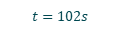 t = 102s